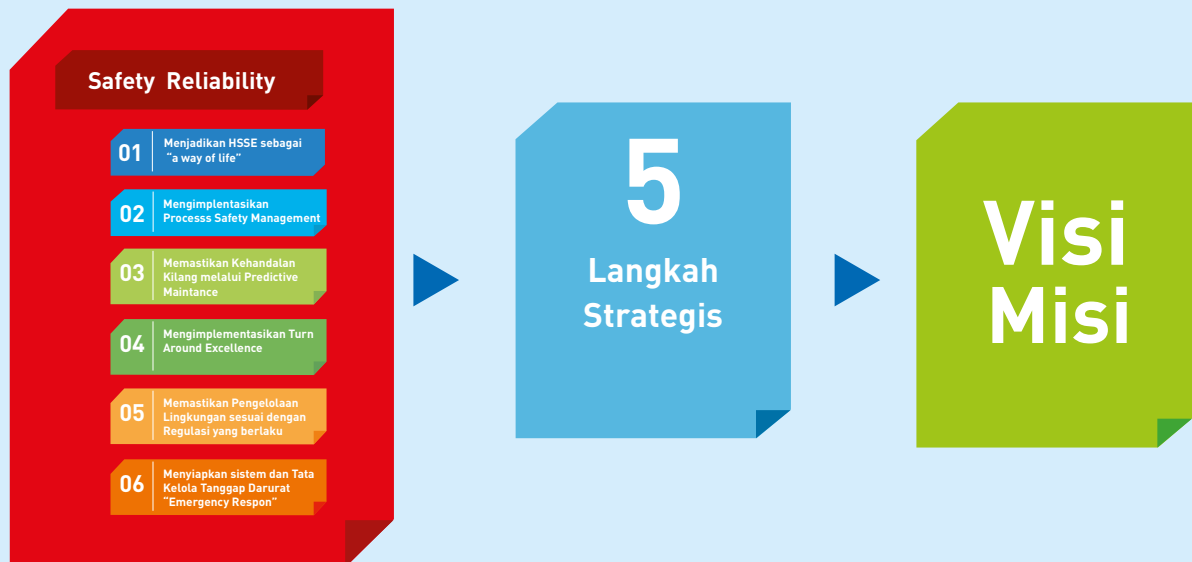 Safety Reliability
01
Menjadikan HSSE sebagai
“a way of life”
02
Mengimplentasikan
Processs Safety Management
03
Memastikan Kehandalan
Kilang melalui Predictive
Maintance
04
Mengimplementasikan Turn
Around Excellence
05
Memastikan Pengelolaan
Lingkungan sesuai dengan
Regulasi yang berlaku
06
Menyiapkan sistem dan Tata
Kelola Tanggap Darurat
“Emergency Respon”
5
Langkah
Strategis
Visi
Misi